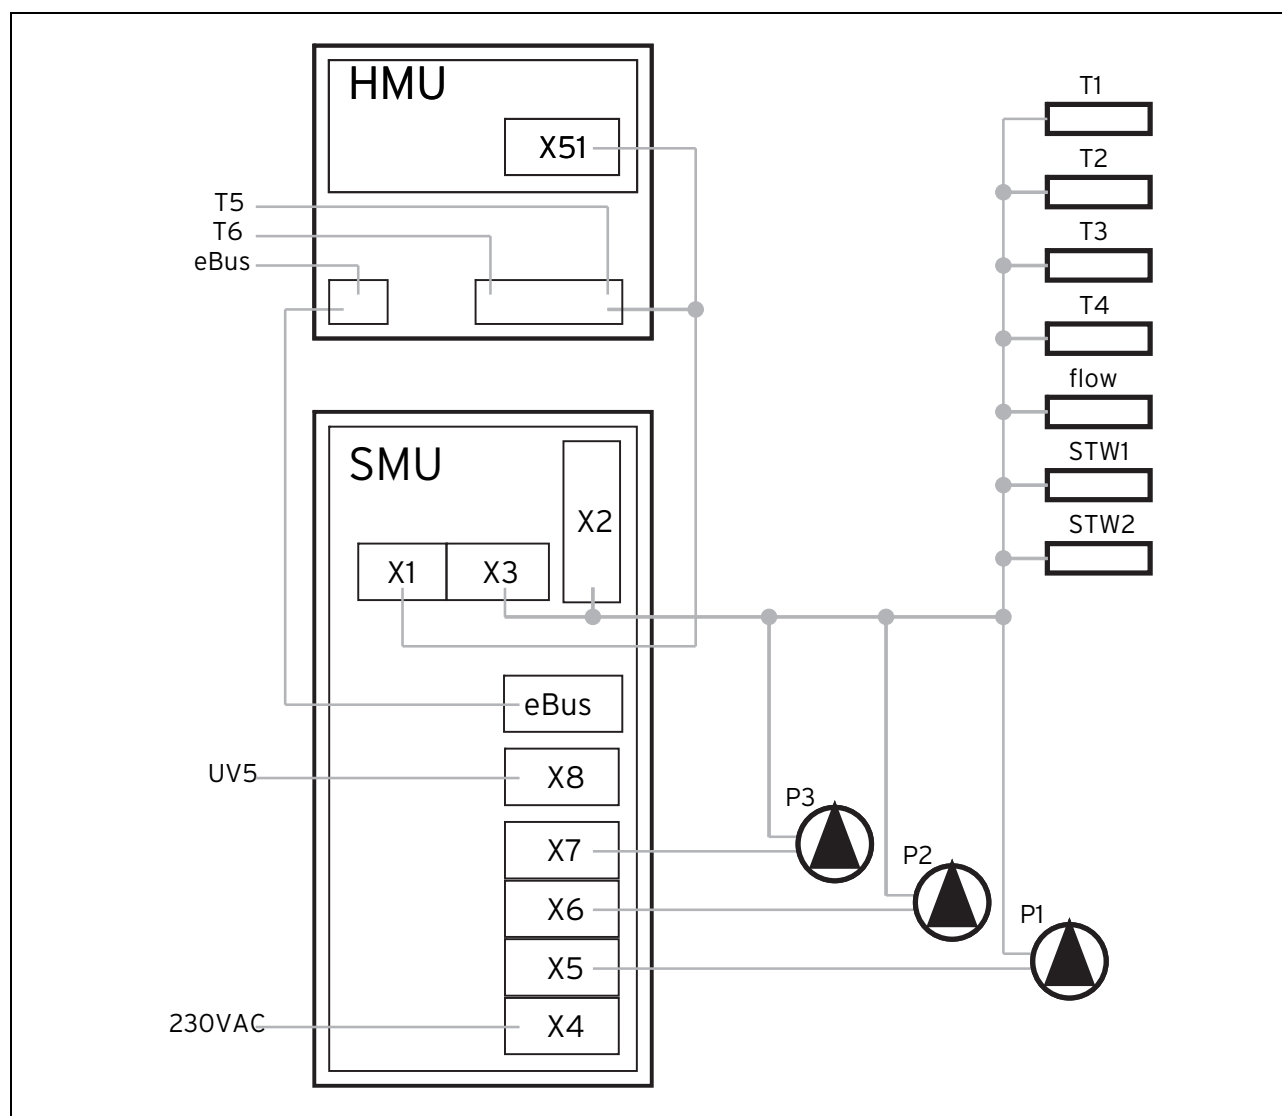 HMU
X51
T5
T6
eBus
SMU
X2
X1
X3
eBus
UV5
X8
X7
X6
X5
230VAC
X4
T1
T2
T3
T4
flow
STW1
STW2
P3
P2
P1